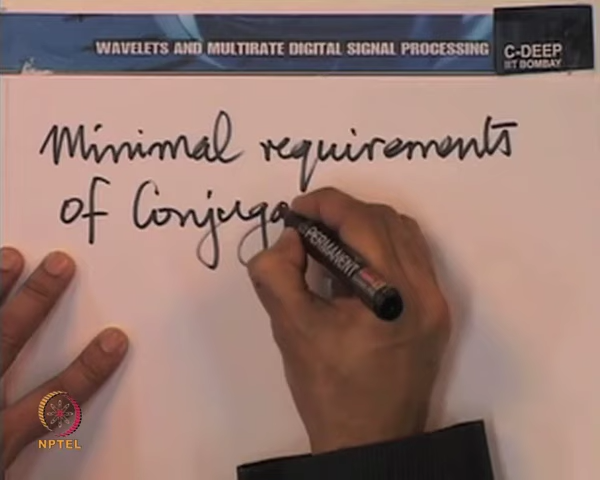 WAVELETS AND MULTIRATE DIGITAL SIGNAL PROCESSING
C-DEEP
IIT BOMBAY
Minimal requirements
of Conjuga
PERMANENT
NPTEL